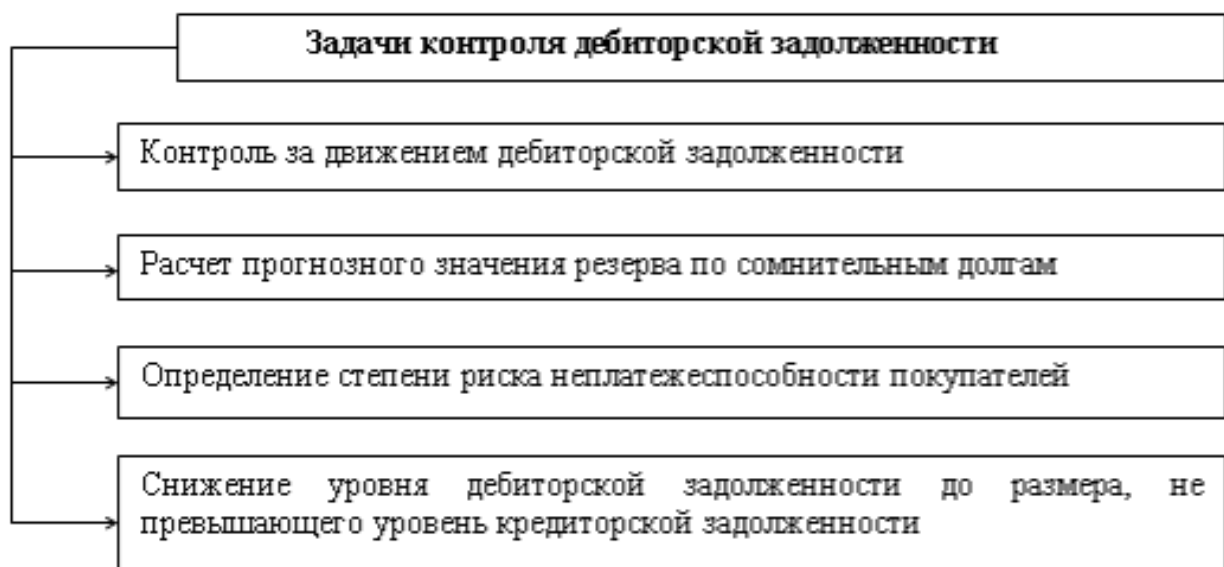 Задачи контроля дебиторской задолженности
Контроль за движением дебиторской задолженности
Расчет прогнозного значения резерва по сомнительным долгам
Определение степени риска неплатежеспособности покупателей
Снижение уровня дебиторской задолженности до размера, не
превышающего уровень кредиторской задолженности